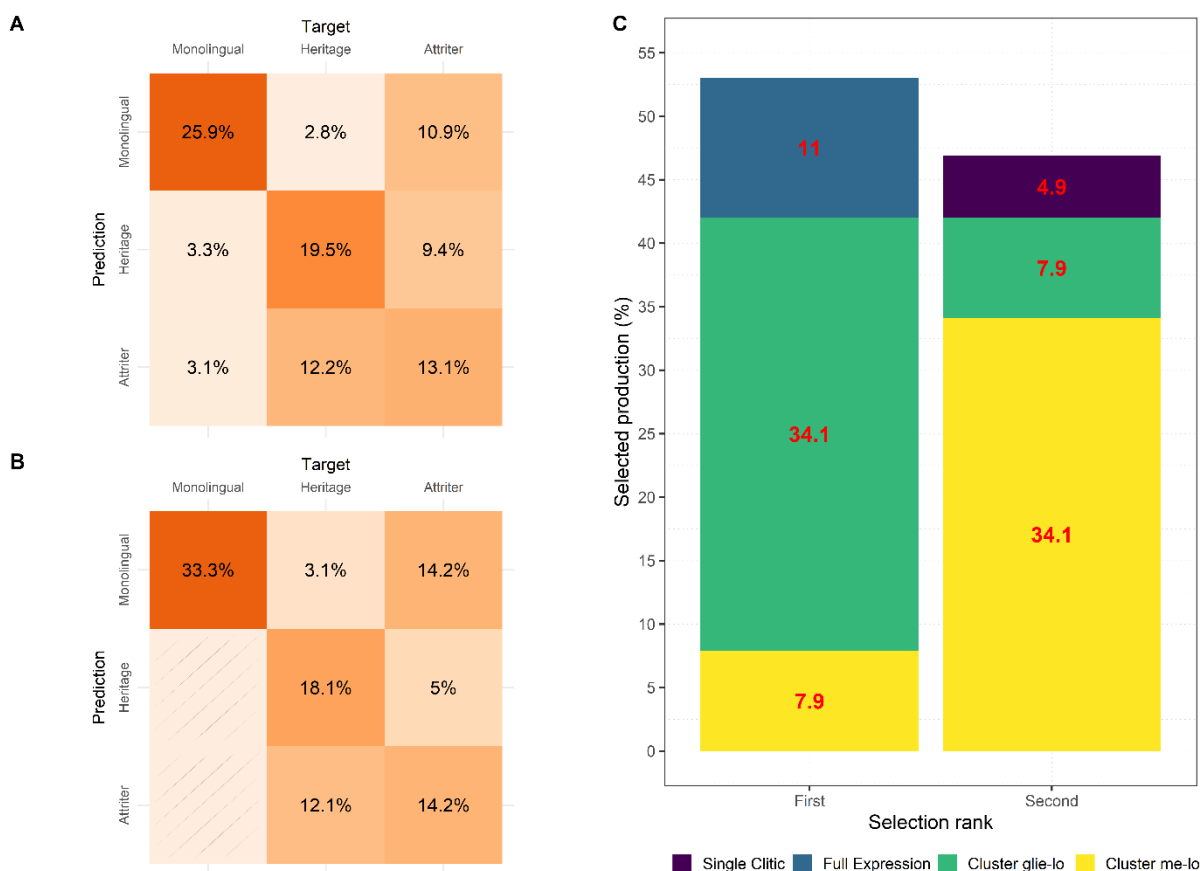 A
Target
Monolingual Heritage Attriter
Prediction
Monolingual
25.9% 2.8% 10.9%
Heritage
3.3% 19.5% 9.4%
Attriter
3.1% 12.2% 13.1%
B
Target
Monolingual Heritage Attriter
Prediction
Monolingual
33.3% 3.1% 14.2%
Heritage
18.1% 5%
Attriter
12.1% 14.2%
C
Selected production (%)
55
50
45
40
35
30
25
20
15
10
5
0
11
34.1
7.9
4.9
7.9
34.1
First Second
Selection rank
Single Clitic Full Expression Cluster glie-lo Cluster me-lo